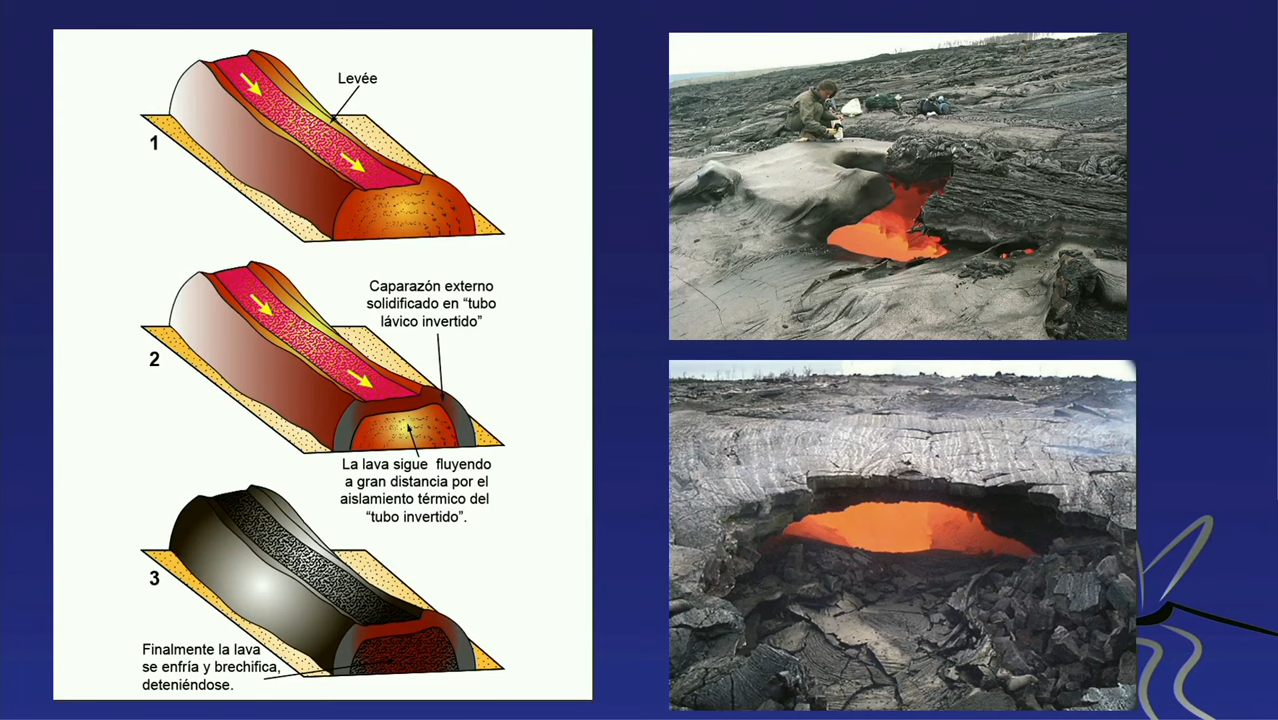 Levée
1
Caparazón externo
solidificado en “tubo
lávico invertido”
2
La lava sigue fluyendo
a gran distancia por el
aislamiento térmico del
“tubo invertido”.
3
Finalmente la lava
se enfría y brechifica,
deteniéndose.